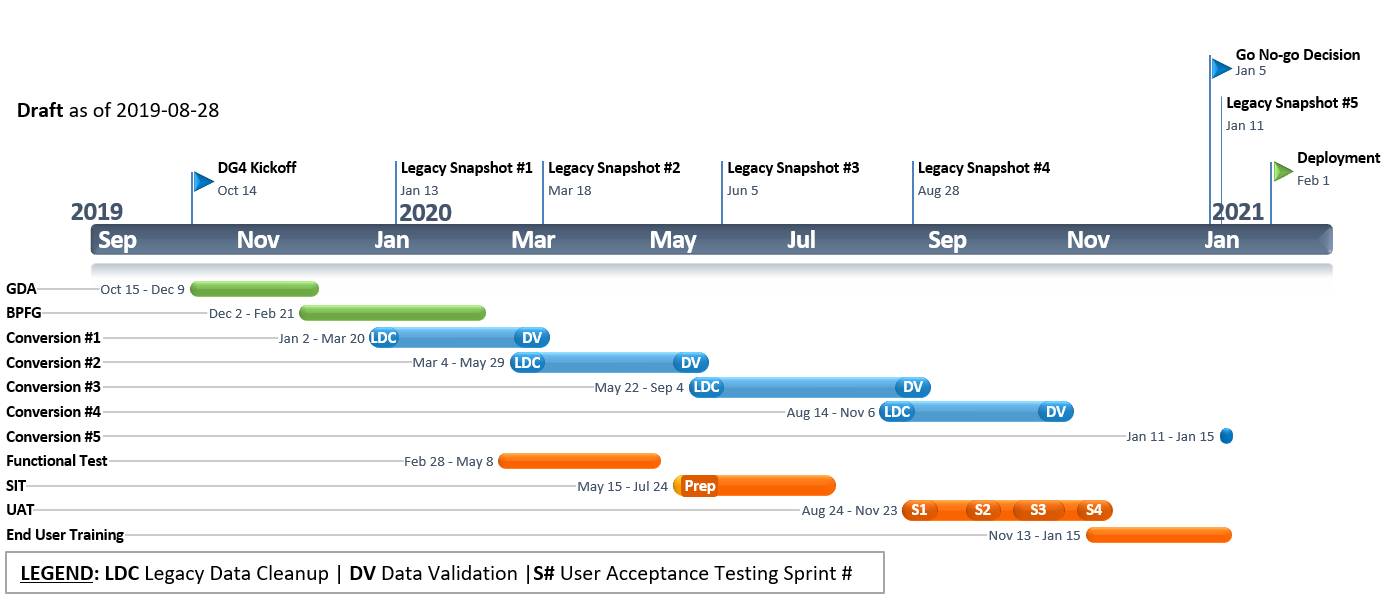 Go No-go Decision
Jan 5
Draft as of 2019-08-28
Legacy Snapshot #5
Jan 11
DG4 Kickoff
Oct 14
Legacy Snapshot #1
Jan 13
Legacy Snapshot #2
Mar 18
Legacy Snapshot #3
Jun 5
Legacy Snapshot #4
Aug 28
Deployment
Feb 1
2019 2020 2021
Sep Nov Jan Mar May Jul Sep Nov Jan
GDA Oct 15 - Dec 9
BPFG Dec 2 - Feb 21
Conversion #1 Jan 2 - Mar 20 LDC DV
Conversion #2 Mar 4 - May 29 LDC DV
Conversion #3 May 22 - Sep 4 LDC DV
Conversion #4 Aug 14 - Nov 6 LDC DV
Conversion #5 Jan 11 - Jan 15
Functional Test Feb 28 - May 8
SIT May 15 - Jul 24 Prep
UAT Aug 24 - Nov 23 S1 S2 S3 S4
End User Training Nov 13 - Jan 15
LEGEND: LDC Legacy Data Cleanup | DV Data Validation |S# User Acceptance Testing Sprint #